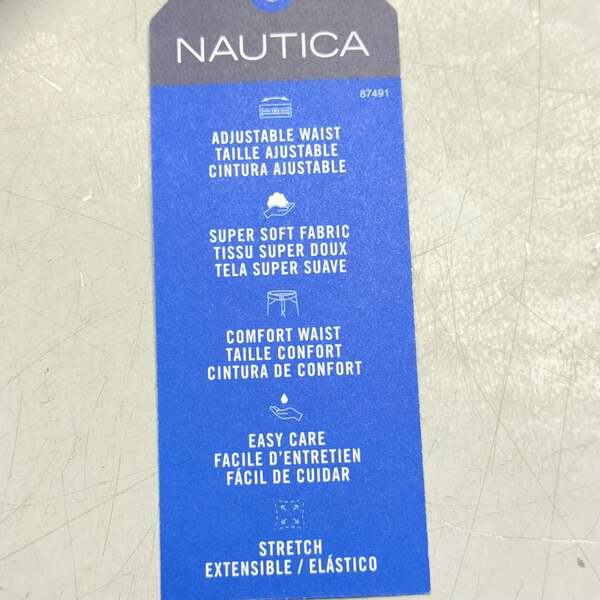 NAUTICA
87491
ADJUSTABLE WAIST
TAILLE AJUSTABLE
CINTURA AJUSTABLE
SUPER SOFT FABRIC
TISSU SUPER DOUX
TELA SUPER SUAVE
COMFORT WAIST
TAILLE CONFORT
CINTURA DE CONFORT
EASY CARE
FACILE D'ENTRETIEN
FÁCIL DE CUIDAR
STRETCH
EXTENSIBLE / ELÁSTICO